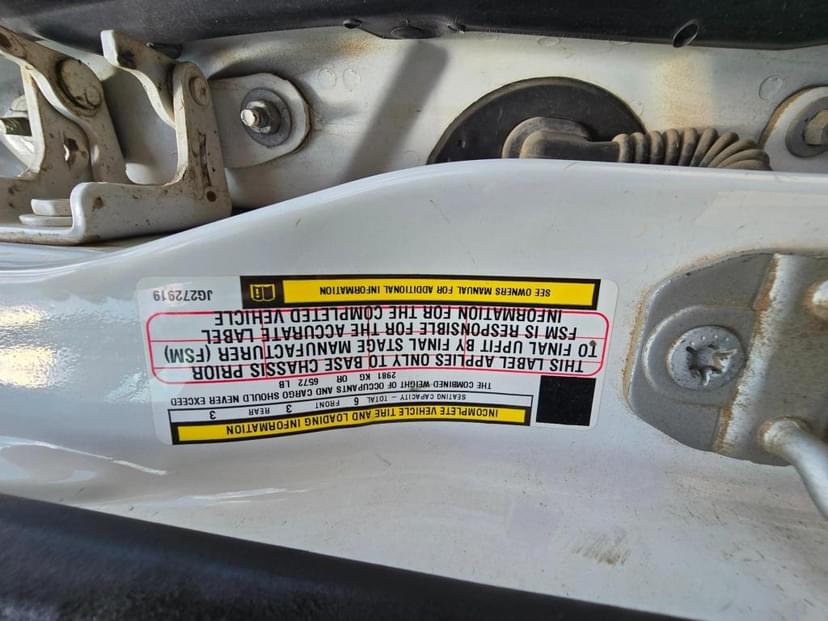 INCOMPLETE VEHICLE TIRE AND LOADING INFORMATION
SEATING CAPACITY - TOTAL 6 FRONT 3 REAR 3
THE COMBINED WEIGHT OF OCCUPANTS AND CARGO SHOULD NEVER EXCEED
2981 KG OR 6572 LB
THIS LABEL APPLIES ONLY TO BASE CHASSIS PRIOR
TO FINAL UPFIT BY FINAL STAGE MANUFACTURER (FSM)
FSM IS RESPONSIBLE FOR THE ACCURATE LABEL
INFORMATION FOR THE COMPLETED VEHICLE
SEE OWNERS MANUAL FOR ADDITIONAL INFORMATION
JG272919